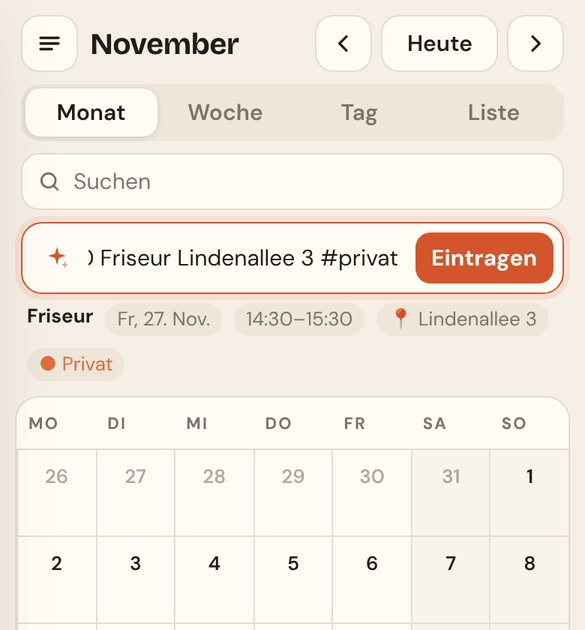 November
Heute
Monat Woche Tag Liste
Suchen
Friseur Lindenallee 3 #privat Eintragen
Friseur Fr, 27. Nov. 14:30–15:30 Lindenallee 3
Privat
MO DI MI DO FR SA SO
26 27 28 29 30 31 1
2 3 4 5 6 7 8